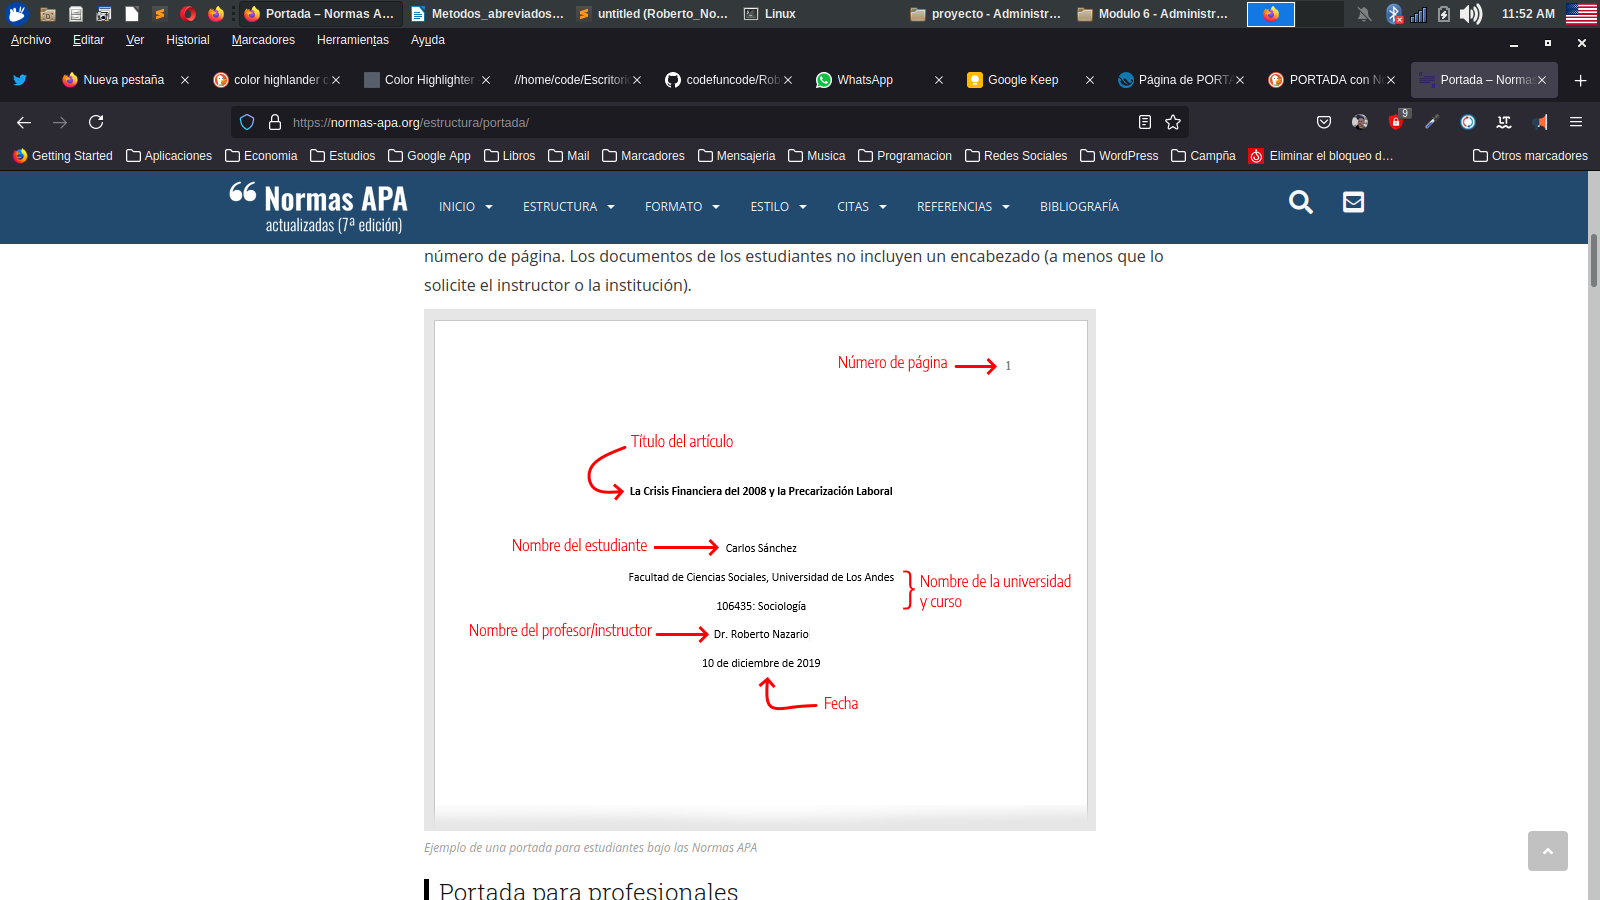 Portada – Normas A...
Metodos_abreviados...
untitled (Roberto_No...
Linux
proyecto - Administr...
Modulo 6 - Administr...
11:52 AM
Archivo
Editar
Ver
Historial
Marcadores
Herramientas
Ayuda
Nueva pestaña
color highlander
Color Highlighter
//home/code/Escritori
codefuncode/Rob
WhatsApp
Google Keep
Página de PORTA
PORTADA con N
Portada – Norma
https://normas-apa.org/estructura/portada/
9
Getting Started
Aplicaciones
Economia
Estudios
Google App
Libros
Mail
Marcadores
Mensajeria
Musica
Programacion
Redes Sociales
WordPress
Campña
Eliminar el bloqueo d...
Otros marcadores
Normas APA
actualizadas (7ª edición)
INICIO
ESTRUCTURA
FORMATO
ESTILO
CITAS
REFERENCIAS
BIBLIOGRAFÍA
número de página. Los documentos de los estudiantes no incluyen un encabezado (a menos que lo
solicite el instructor o la institución).
Número de página
1
Título del artículo
La Crisis Financiera del 2008 y la Precarización Laboral
Nombre del estudiante
Carlos Sánchez
Facultad de Ciencias Sociales, Universidad de Los Andes
Nombre de la universidad
y curso
106435: Sociología
Nombre del profesor/instructor
Dr. Roberto Nazario
10 de diciembre de 2019
Fecha
Ejemplo de una portada para estudiantes bajo las Normas APA
Portada para profesionales